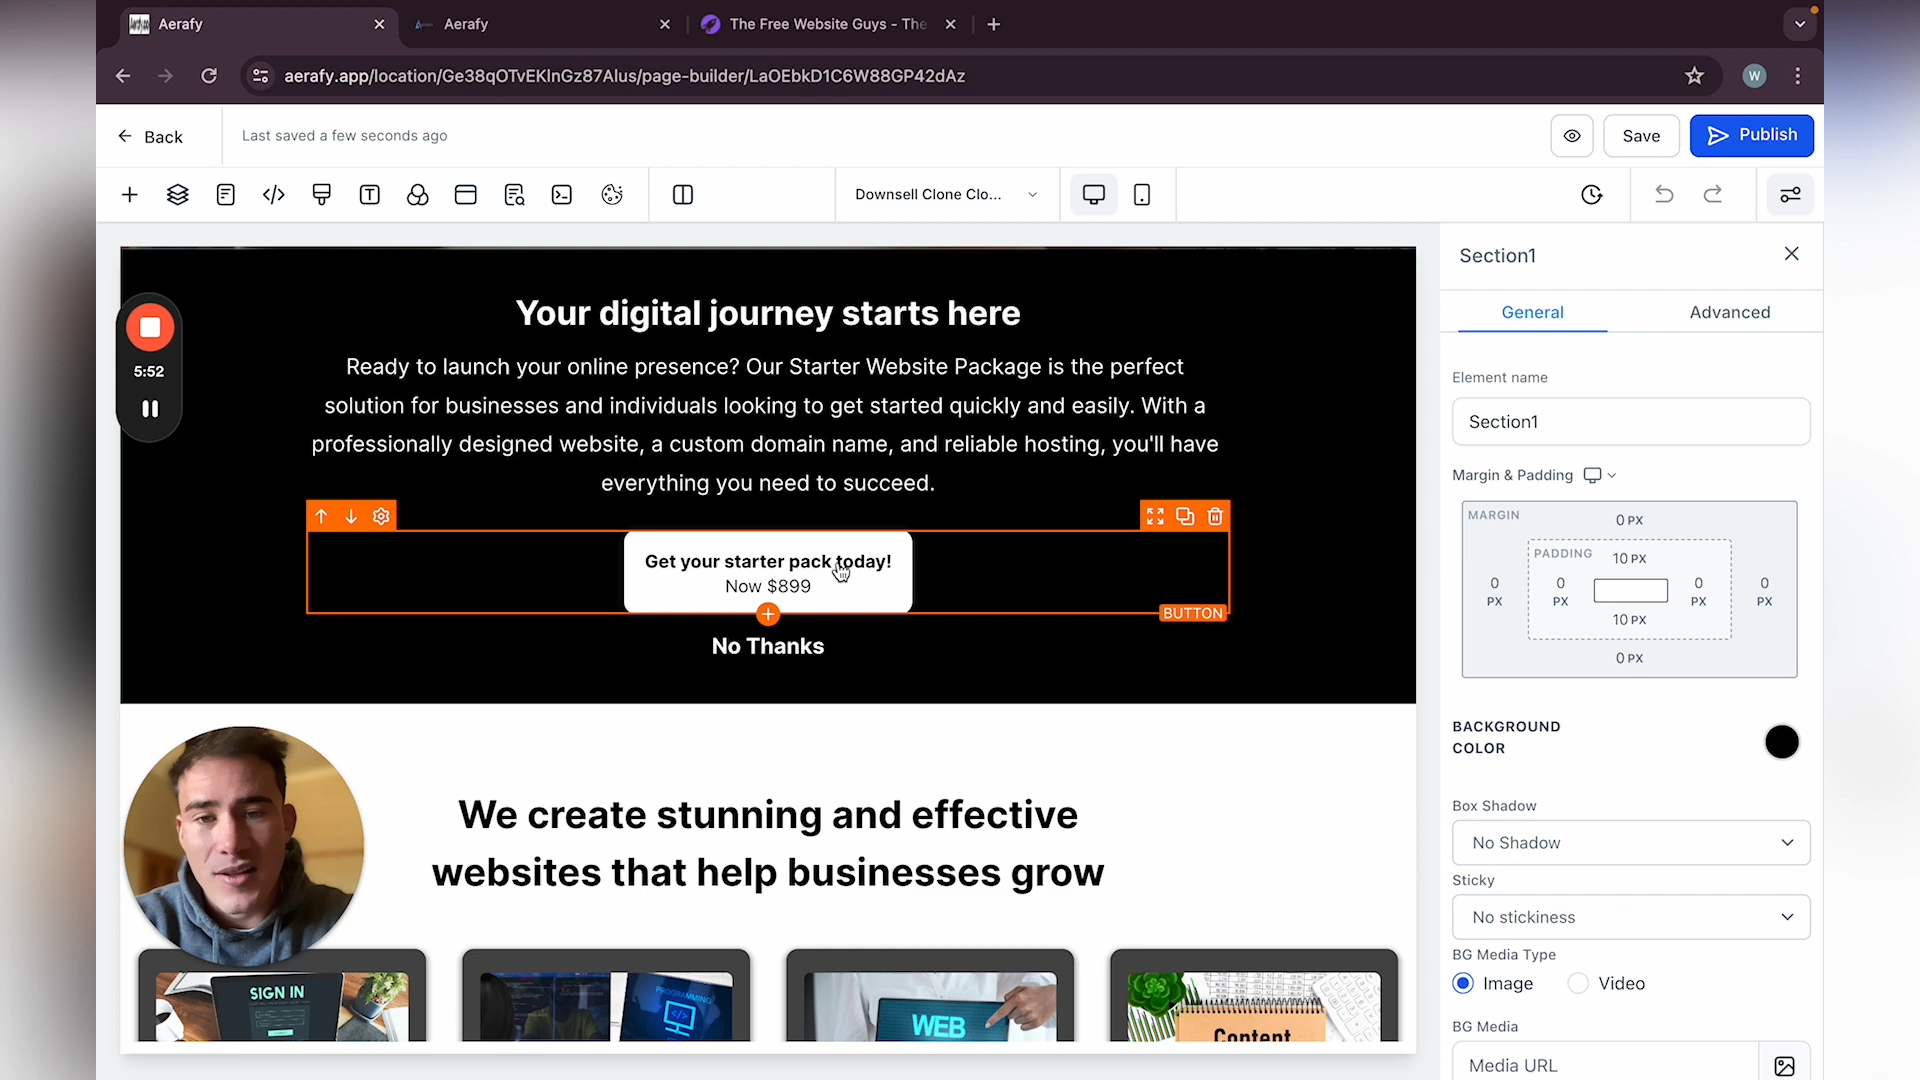 Aerafy
Aerafy
The Free Website Guys - The
aerafy.app/location/Ge38qOTvEKlnGz87Alus/page-builder/LaOEbkD1C6W88GP42dAz
W
Back
Last saved a few seconds ago
Save
Publish
Downsell Clone Clo...
Section1
General
Advanced
5:52
Your digital journey starts here
Ready to launch your online presence? Our Starter Website Package is the perfect
solution for businesses and individuals looking to get started quickly and easily. With a
professionally designed website, a custom domain name, and reliable hosting, you'll have
everything you need to succeed.
Get your starter pack today!
Now $899
BUTTON
No Thanks
We create stunning and effective
websites that help businesses grow
SIGN IN
PROGRAMMING
WEB
Content
Element name
Section1
Margin & Padding
MARGIN
0 PX
PADDING
10 PX
0 PX
0 PX
0 PX
0 PX
10 PX
0 PX
BACKGROUND
COLOR
Box Shadow
No Shadow
Sticky
No stickiness
BG Media Type
Image
Video
BG Media
Media URL